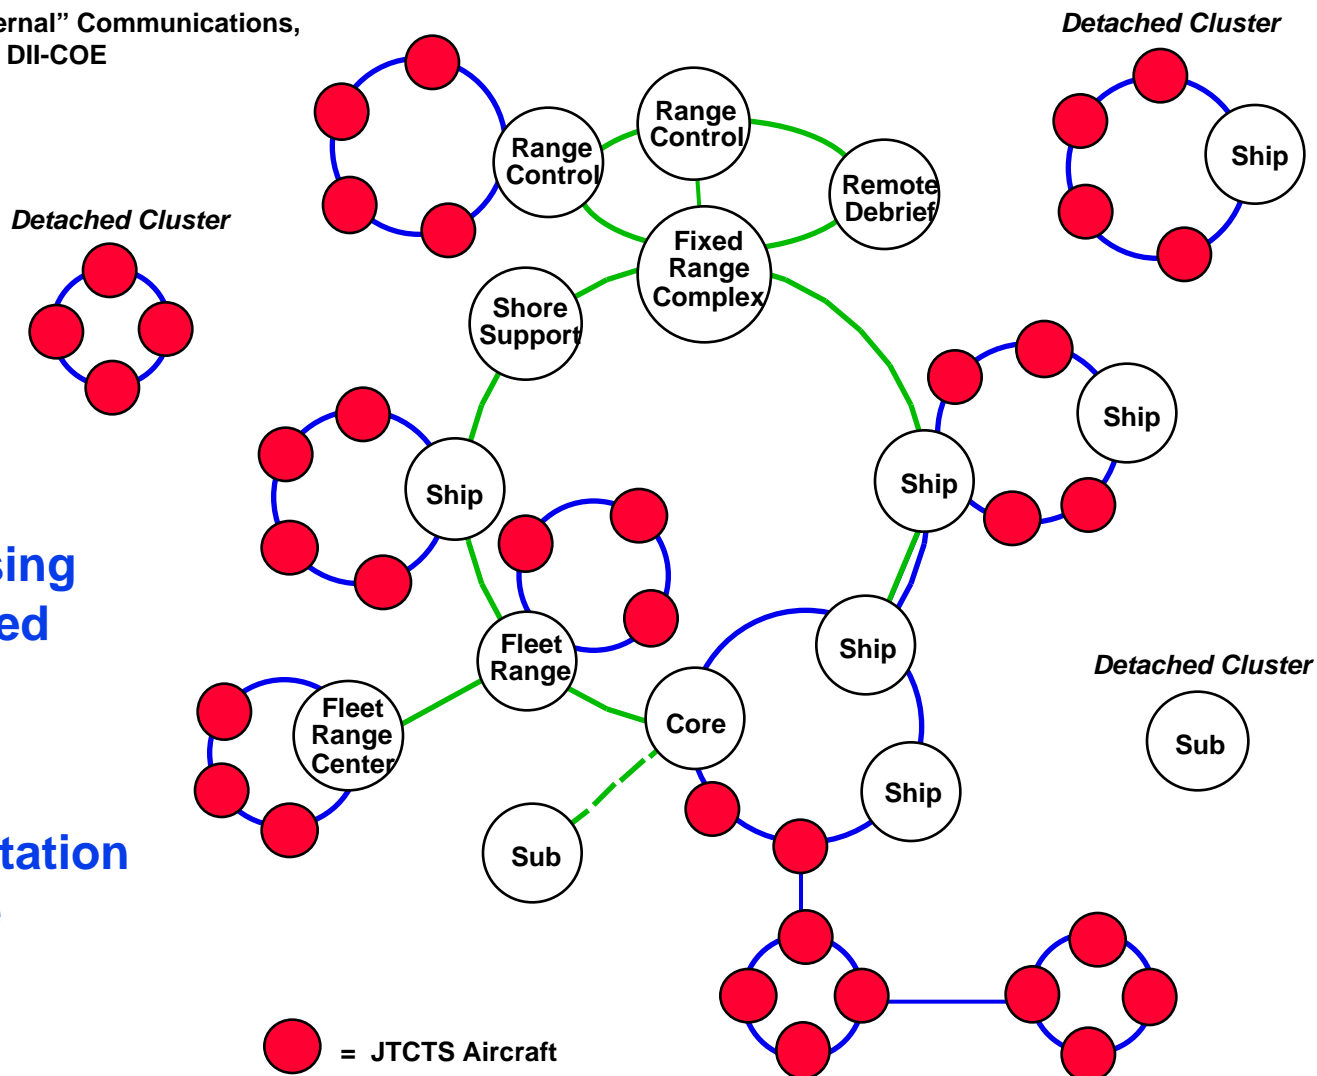 ernal” Communications,
DII-COE
Detached Cluster
Range
Control
Range
Control
Ship
Remote
Debrief
Detached Cluster
Fixed
Range
Complex
Shore
Support
Ship
Ship
Ship
sing
ed
Fleet
Range
Ship
Detached Cluster
Fleet
Range
Center
Core
Sub
Ship
tation
Sub
= JTCTS Aircraft